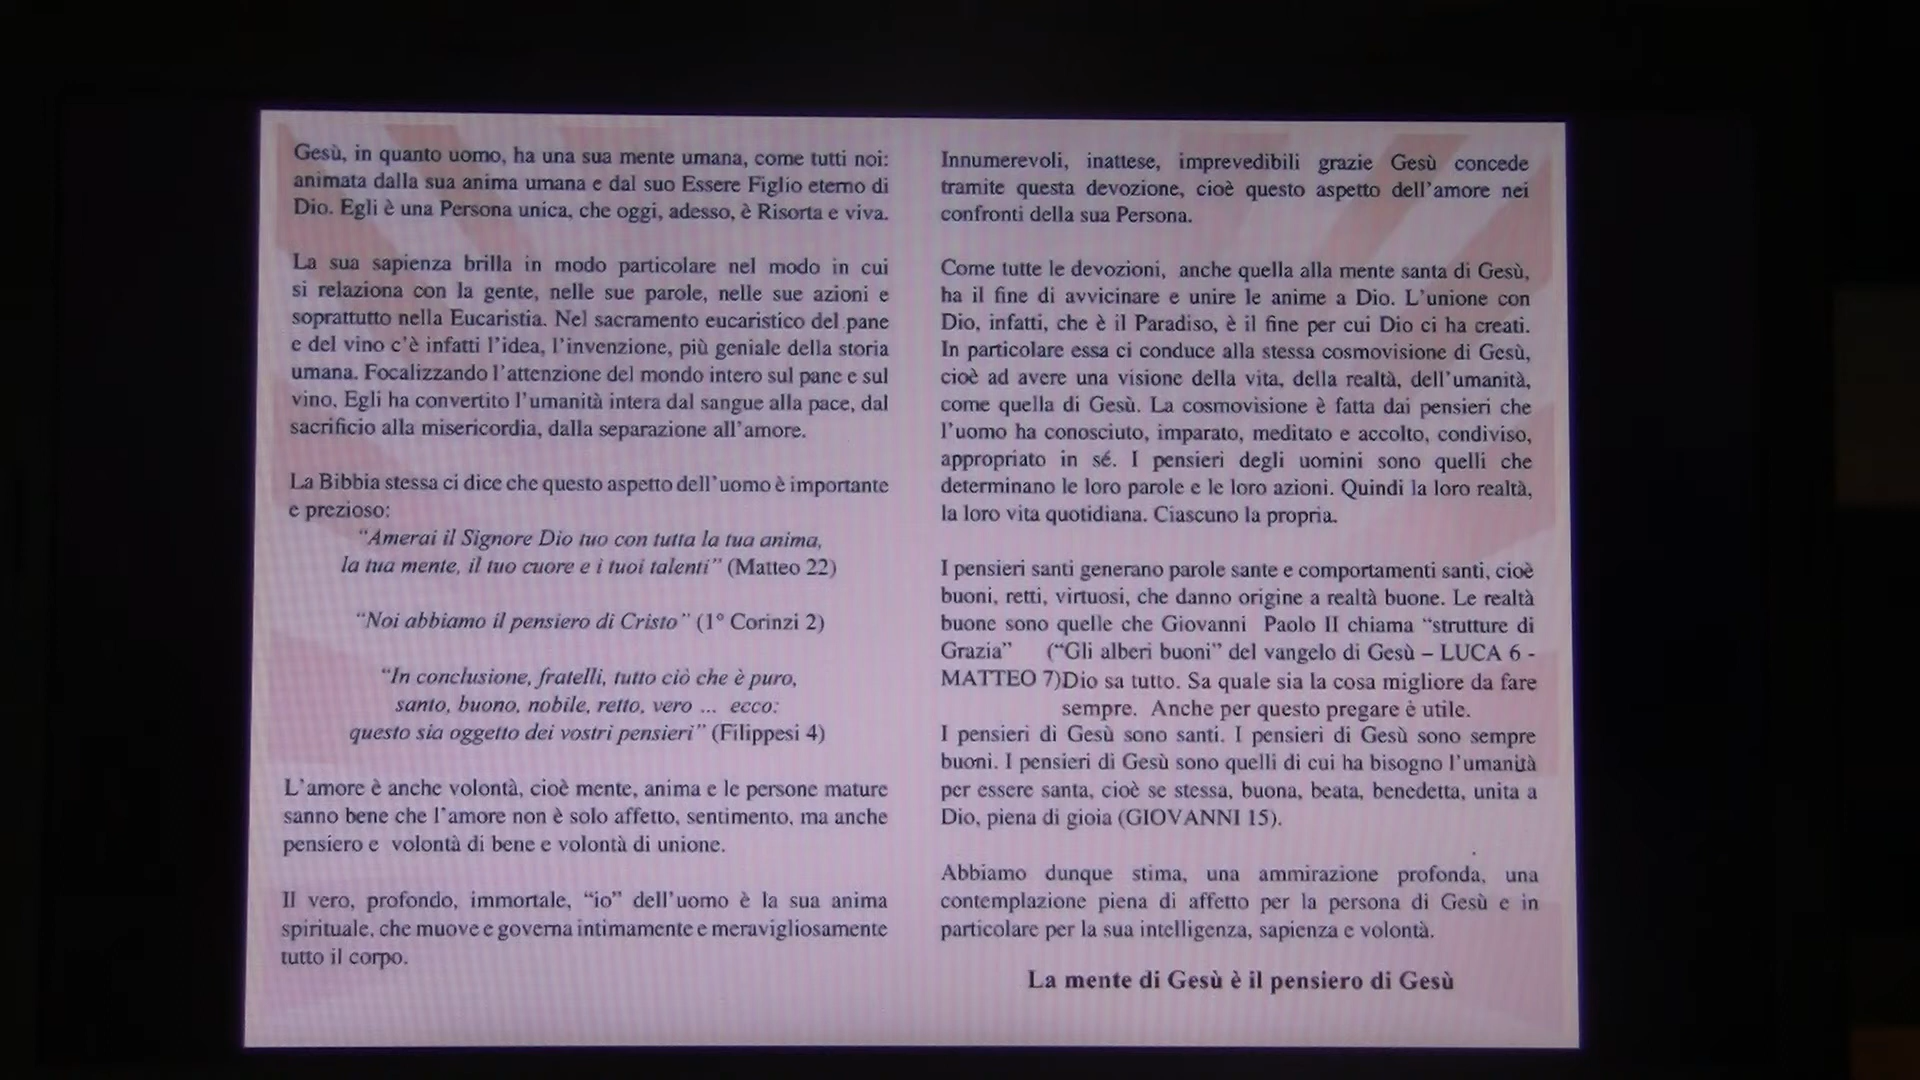 Gesù, in quanto uomo, ha una sua mente umana, come tutti noi:
animata dalla sua anima umana e dal suo Essere Figlio eterno di
Dio. Egli è una Persona unica, che oggi, adesso, è Risorta e viva.
La sua sapienza brilla in modo particolare nel modo in cui
si relaziona con la gente, nelle sue parole, nelle sue azioni e
soprattutto nella Eucaristia. Nel sacramento eucaristico del pane
e del vino c'è infatti l'idea, l'invenzione, più geniale della storia
umana. Focalizzando l'attenzione del mondo intero sul pane e sul
vino, Egli ha convertito l'umanità intera dal sangue alla pace, dal
sacrificio alla misericordia, dalla separazione all'amore.
La Bibbia stessa ci dice che questo aspetto dell'uomo è importante
e prezioso:
“Amerai il Signore Dio tuo con tutta la tua anima,
la tua mente, il tuo cuore e i tuoi talenti” (Matteo 22)
“Noi abbiamo il pensiero di Cristo” (1° Corinzi 2)
“In conclusione, fratelli, tutto ciò che è puro,
santo, buono, nobile, retto, vero ... ecco:
questo sia oggetto dei vostri pensieri” (Filippesi 4)
L'amore è anche volontà, cioè mente, anima e le persone mature
sanno bene che l'amore non è solo affetto, sentimento, ma anche
pensiero e volontà di bene e volontà di unione.
Il vero, profondo, immortale, “io” dell'uomo è la sua anima
spirituale, che muove e governa intimamente e meravigliosamente
tutto il corpo.
Innumerevoli, inattese, imprevedibili grazie Gesù concede
tramite questa devozione, cioè questo aspetto dell'amore nei
confronti della sua Persona.
Come tutte le devozioni, anche quella alla mente santa di Gesù,
ha il fine di avvicinare e unire le anime a Dio. L'unione con
Dio, infatti, che è il Paradiso, è il fine per cui Dio ci ha creati.
In particolare essa ci conduce alla stessa cosmovisione di Gesù,
cioè ad avere una visione della vita, della realtà, dell'umanità,
come quella di Gesù. La cosmovisione è fatta dai pensieri che
l'uomo ha conosciuto, imparato, meditato e accolto, condiviso,
appropriato in sé. I pensieri degli uomini sono quelli che
determinano le loro parole e le loro azioni. Quindi la loro realtà,
la loro vita quotidiana. Ciascuno la propria.
I pensieri santi generano parole sante e comportamenti santi, cioè
buoni, retti, virtuosi, che danno origine a realtà buone. Le realtà
buone sono quelle che Giovanni Paolo II chiama “strutture di
Grazia” (“Gli alberi buoni” del vangelo di Gesù – LUCA 6 -
MATTEO 7)Dio sa tutto. Sa quale sia la cosa migliore da fare
sempre. Anche per questo pregare è utile.
I pensieri di Gesù sono santi. I pensieri di Gesù sono sempre
buoni. I pensieri di Gesù sono quelli di cui ha bisogno l'umanità
per essere santa, cioè se stessa, buona, beata, benedetta, unita a
Dio, piena di gioia (GIOVANNI 15).
Abbiamo dunque stima, una ammirazione profonda, una
contemplazione piena di affetto per la persona di Gesù e in
particolare per la sua intelligenza, sapienza e volontà.
La mente di Gesù è il pensiero di Gesù